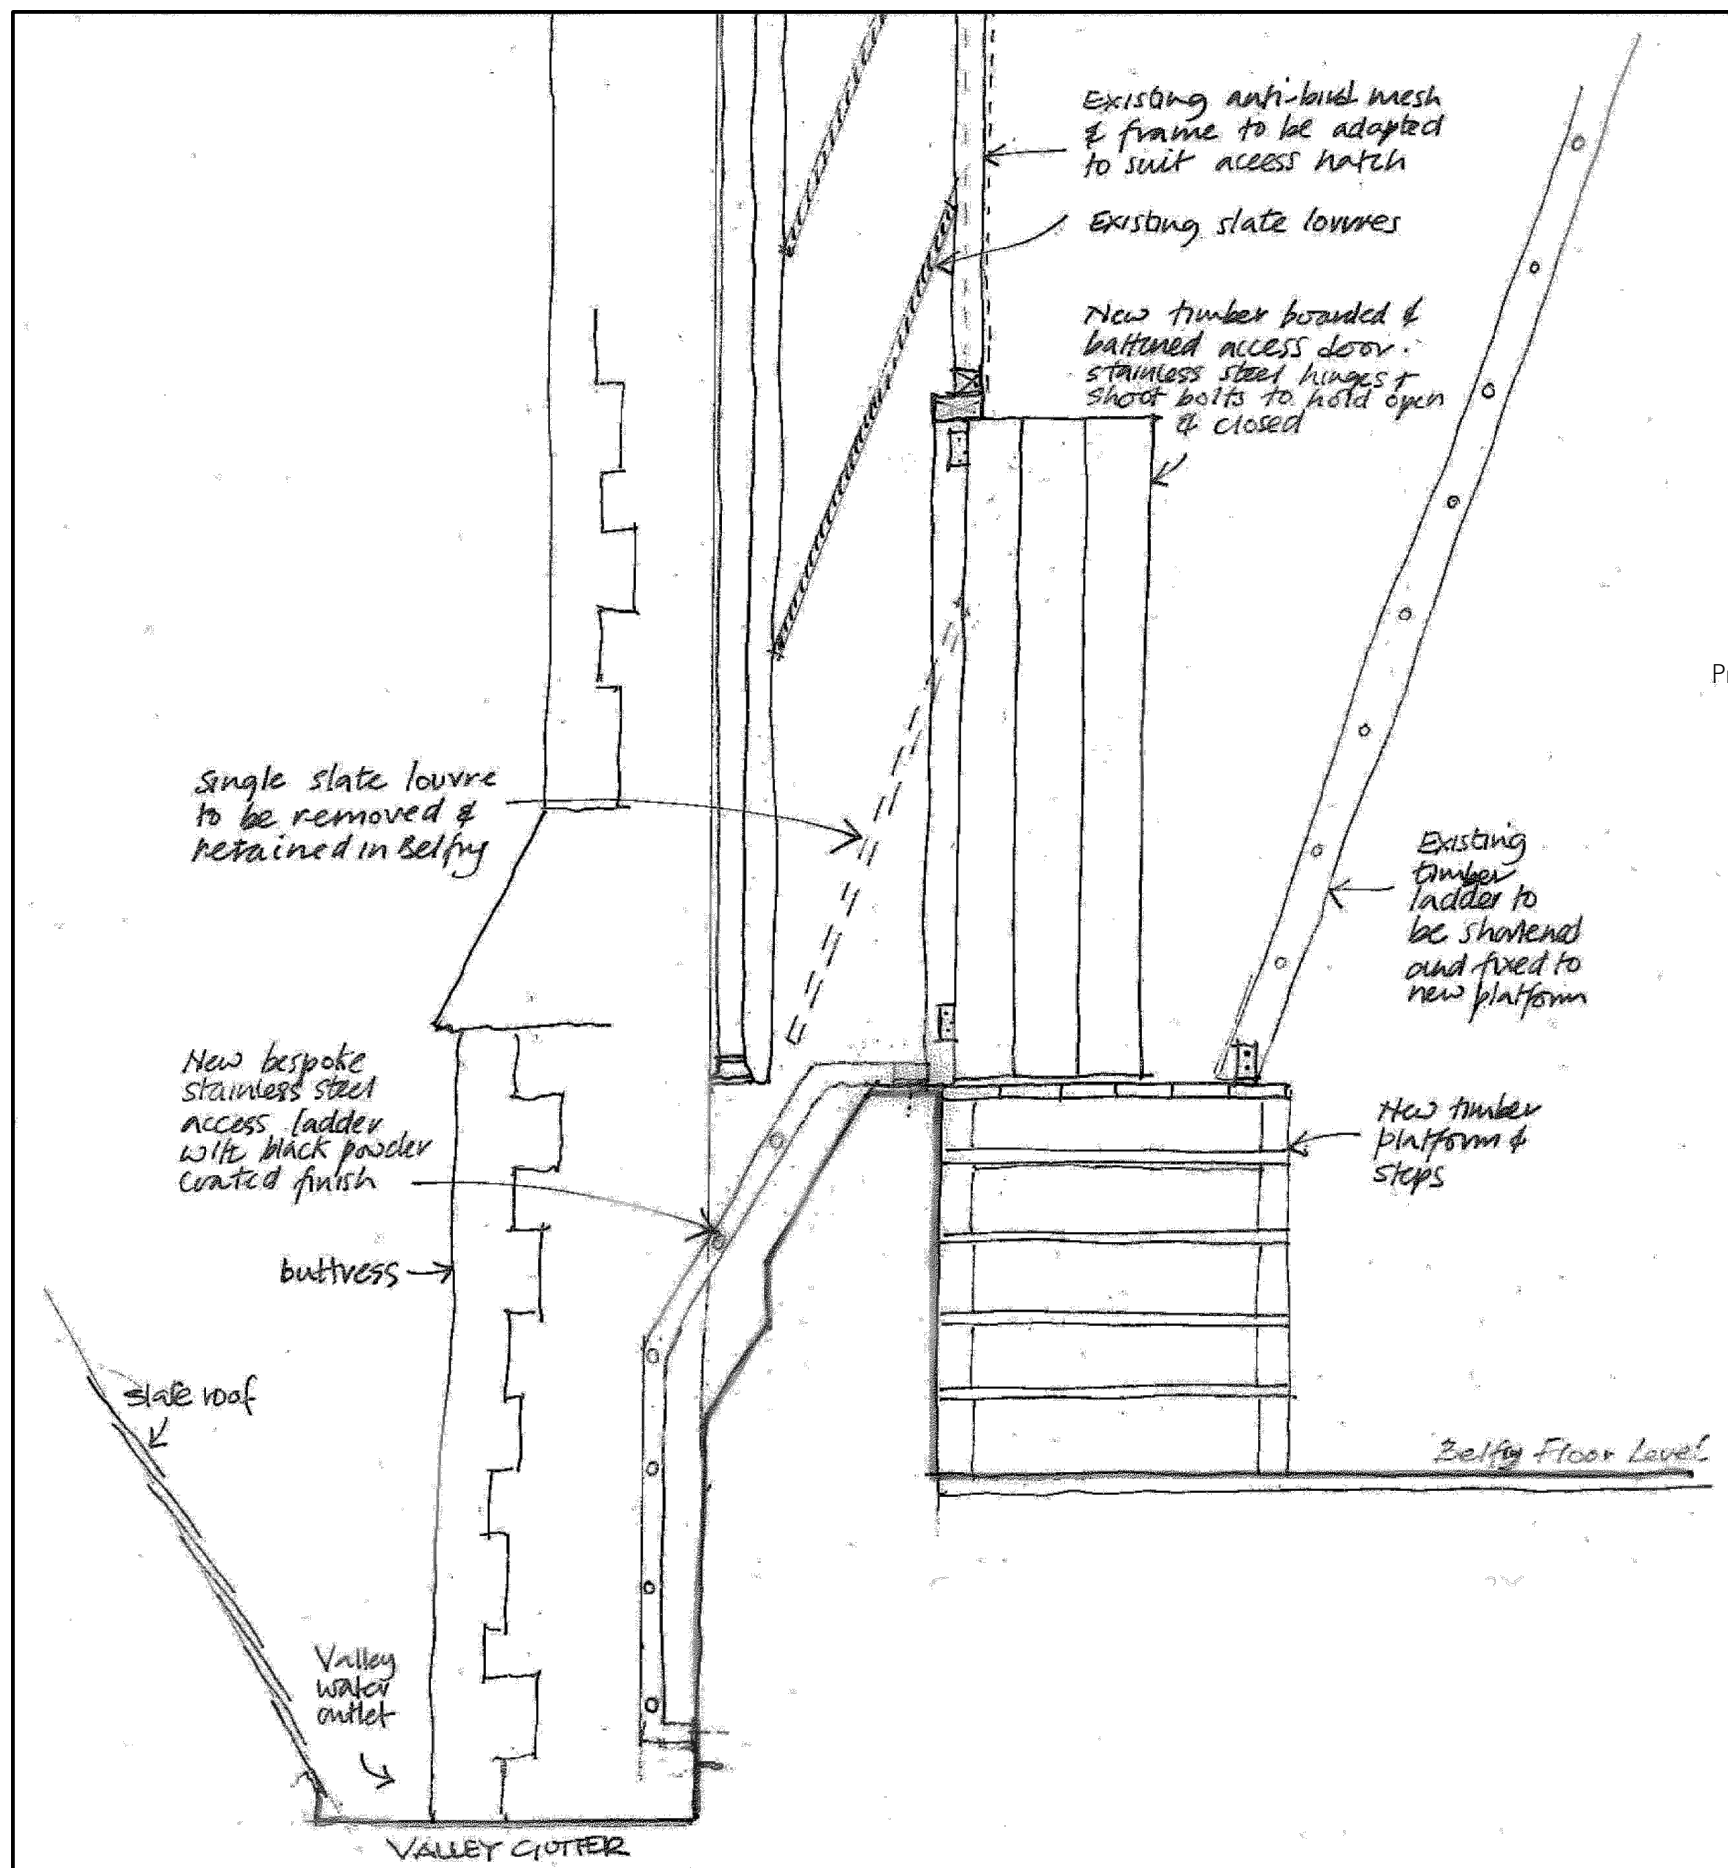 Existing anti-bird mesh
& frame to be adapted
to suit access hatch
Existing slate louvres
New timber boarded &
battened access door.
stainless steel hinges +
shoot bolts to hold open
& closed
Single slate louvre
to be removed &
retained in Belfry
Existing
timber
ladder to
be shortened
and fixed to
new platform
New bespoke
stainless steel
access ladder
with black powder
coated finish
New timber
platform &
steps
buttress
slate roof
Belfry Floor Level
Valley
water
outlet
VALLEY GUTTER